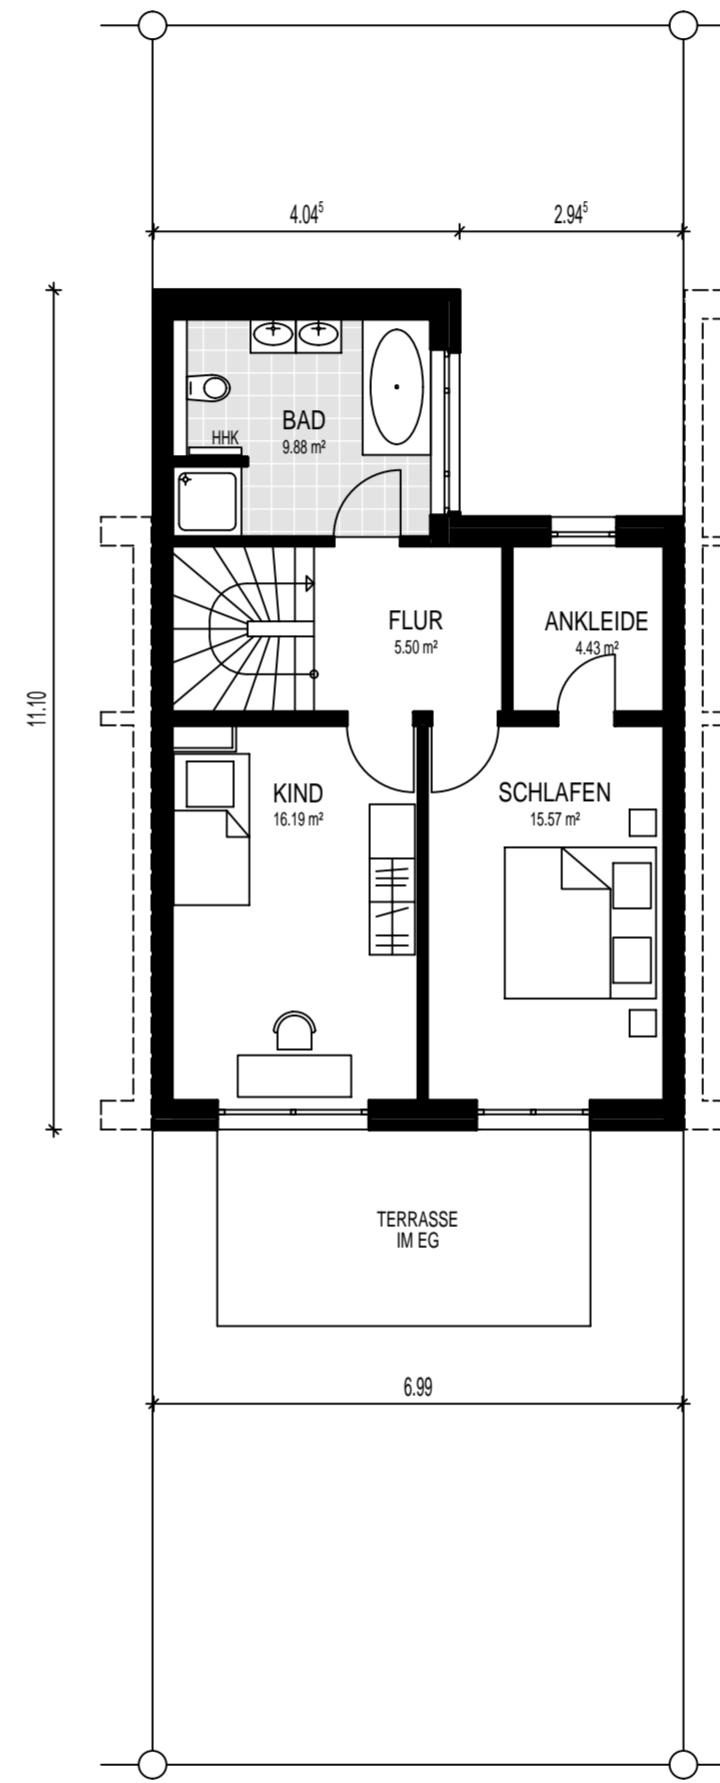 4.04⁵
2.94⁵
BAD
HHK
9.88 m²
FLUR
5.50 m²
ANKLEIDE
4.43 m²
11.10
KIND
16.19 m²
SCHLAFEN
15.57 m²
TERRASSE
IM EG
6.99